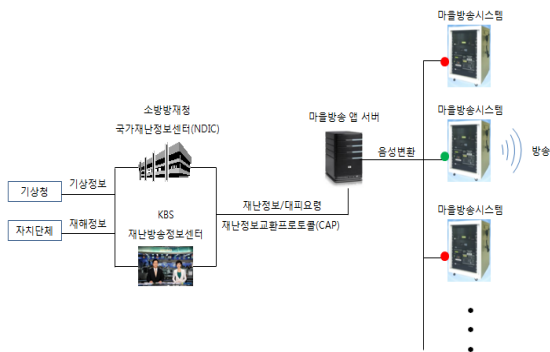 마을방송시스템
소방방재청
국가재난정보센터(NDIC)
마을방송 앱 서버
마을방송시스템
음성변환
방송
기상청
기상정보
자치단체
재해정보
KBS
재난방송정보센터
재난정보/대피요령
재난정보교환프로토콜(CAP)
마을방송시스템